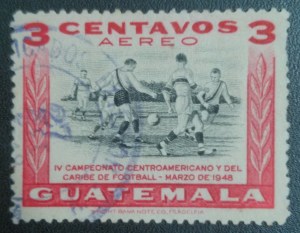 3 CENTAVOS 3
AEREO
IV CAMPEONATO CENTROAMERICANO Y DEL
CARIBE DE FOOTBALL - MARZO DE 1948
GUATEMALA